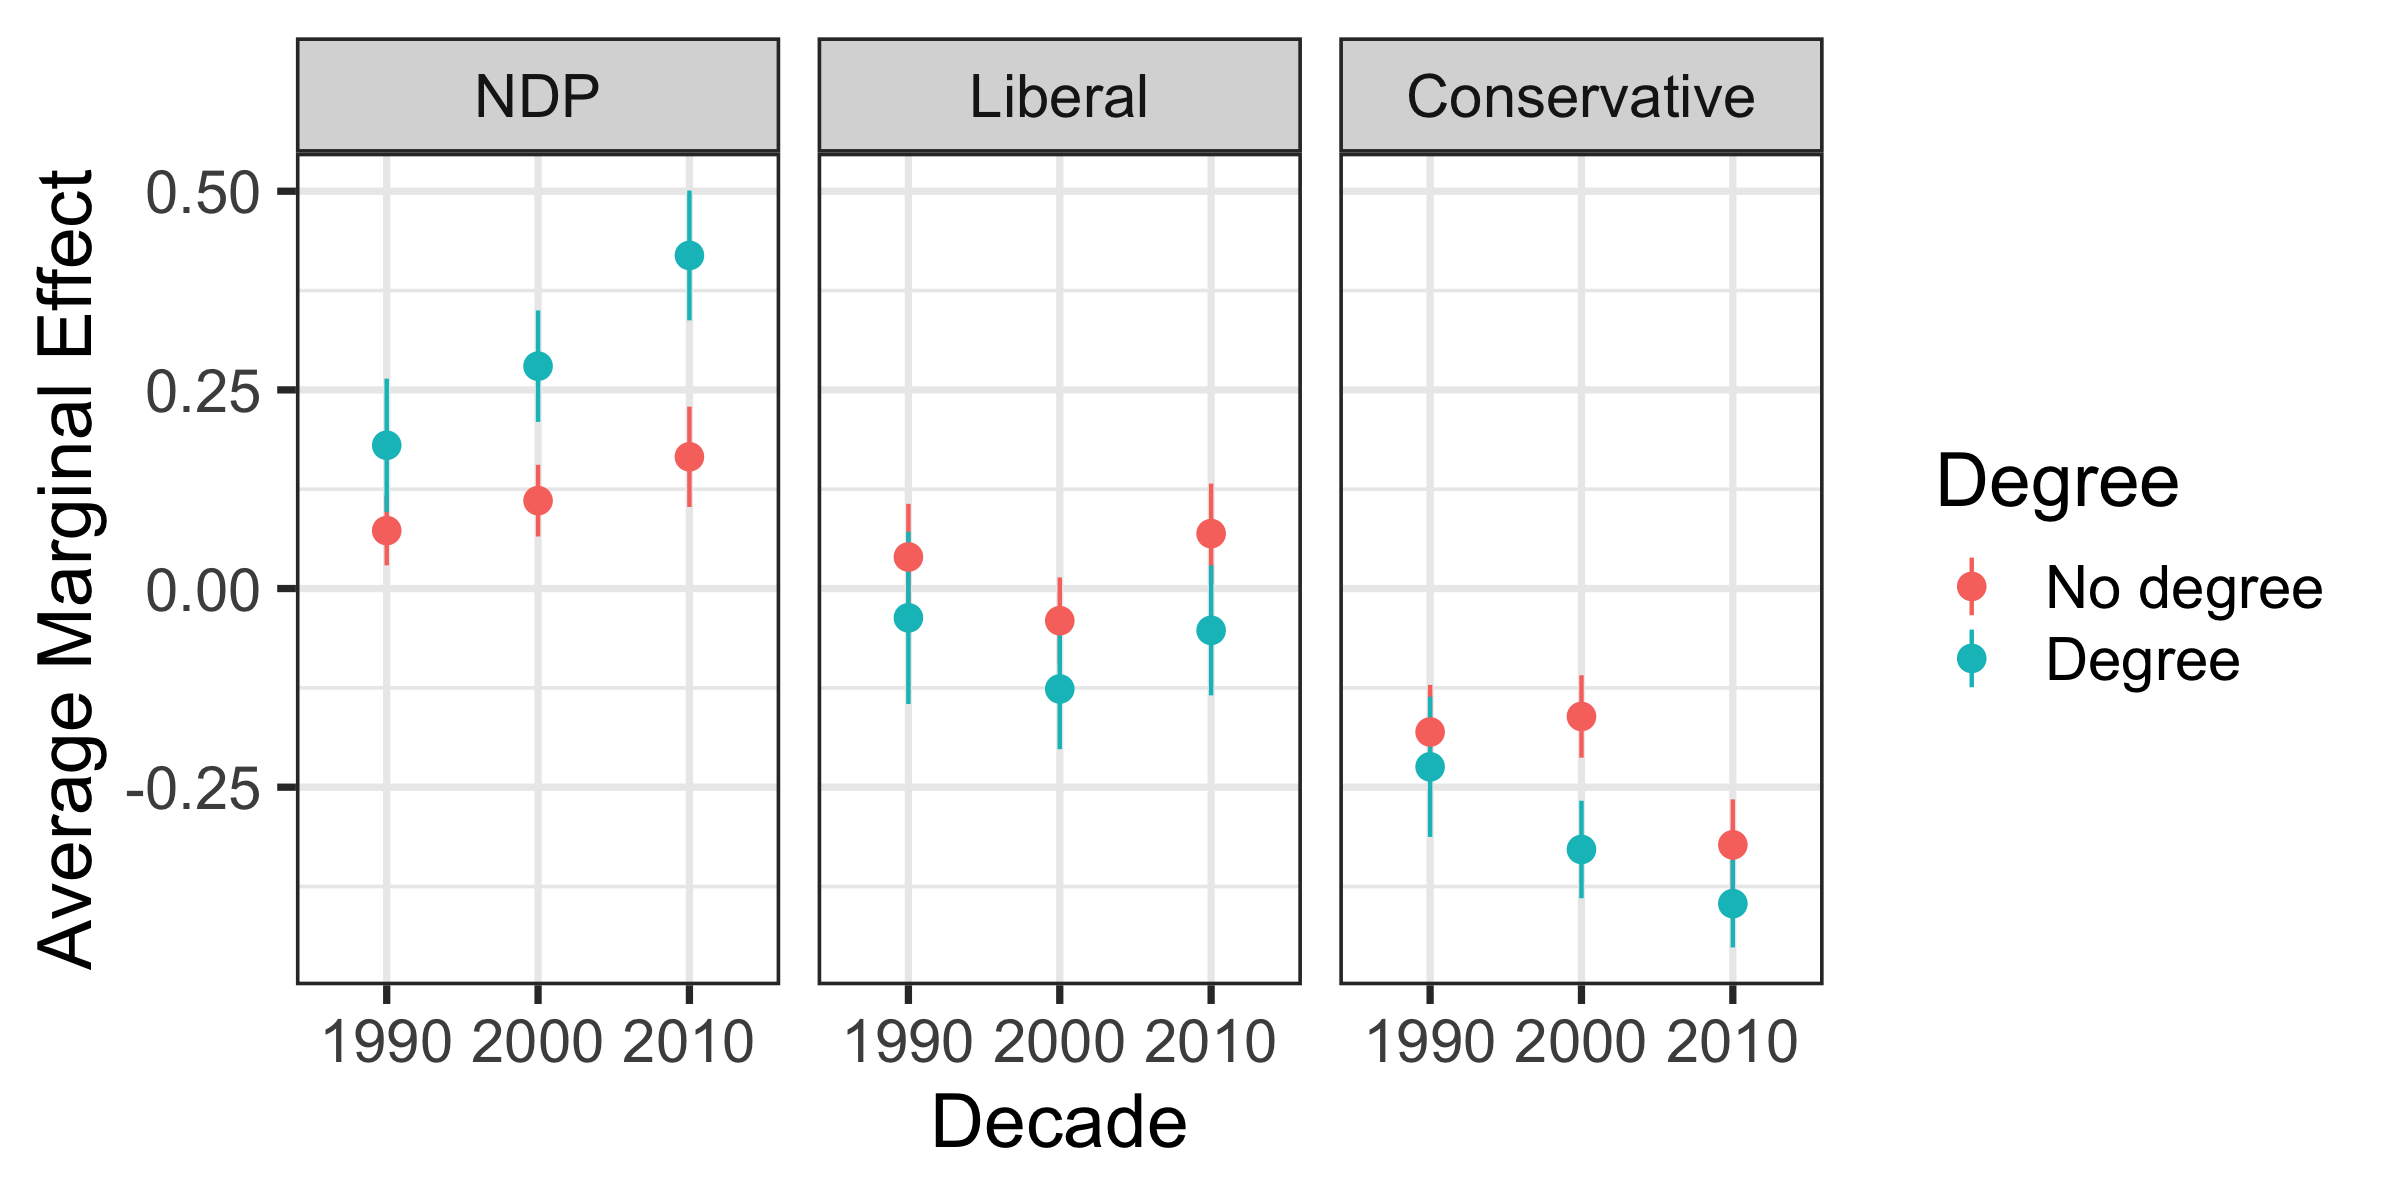 NDP Liberal Conservative
Average Marginal Effect
0.50
0.25
0.00
-0.25
1990 2000 2010 1990 2000 2010 1990 2000 2010
Decade
Degree
No degree
Degree